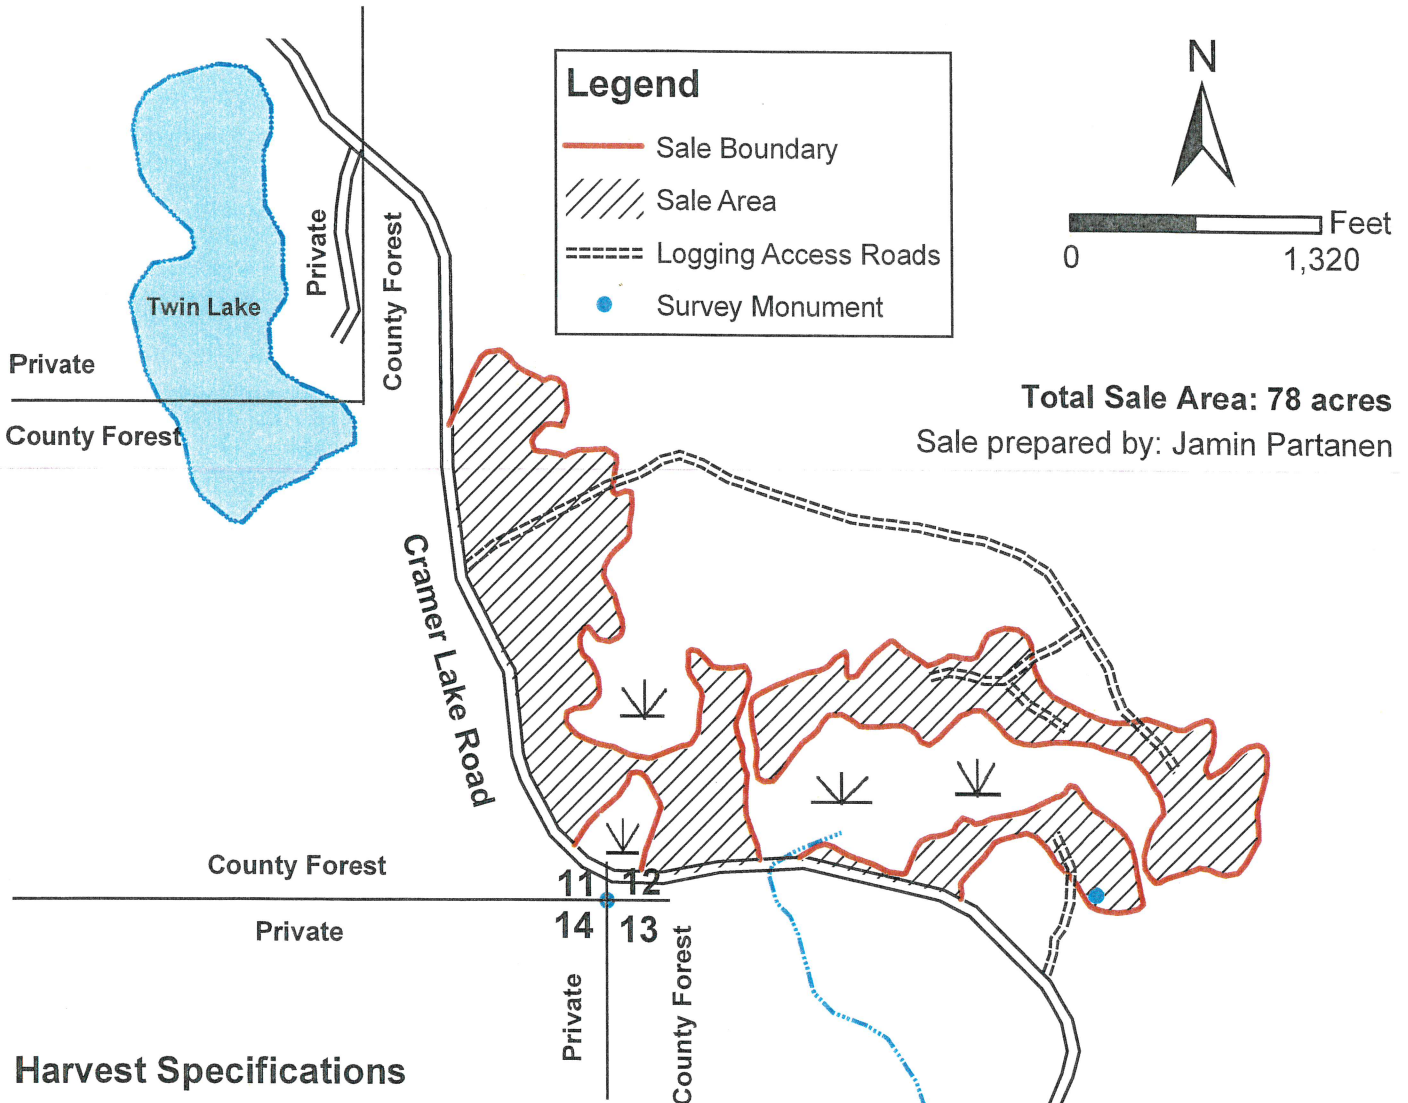 N
Legend
Sale Boundary
Sale Area
Logging Access Roads
Survey Monument
Feet
0 1,320
Private
County Forest
Twin Lake
Private
County Forest
Total Sale Area: 78 acres
Sale prepared by: Jamin Partanen
Cramer Lake Road
County Forest
11 12
Private
14 13
Private
County Forest
Harvest Specifications